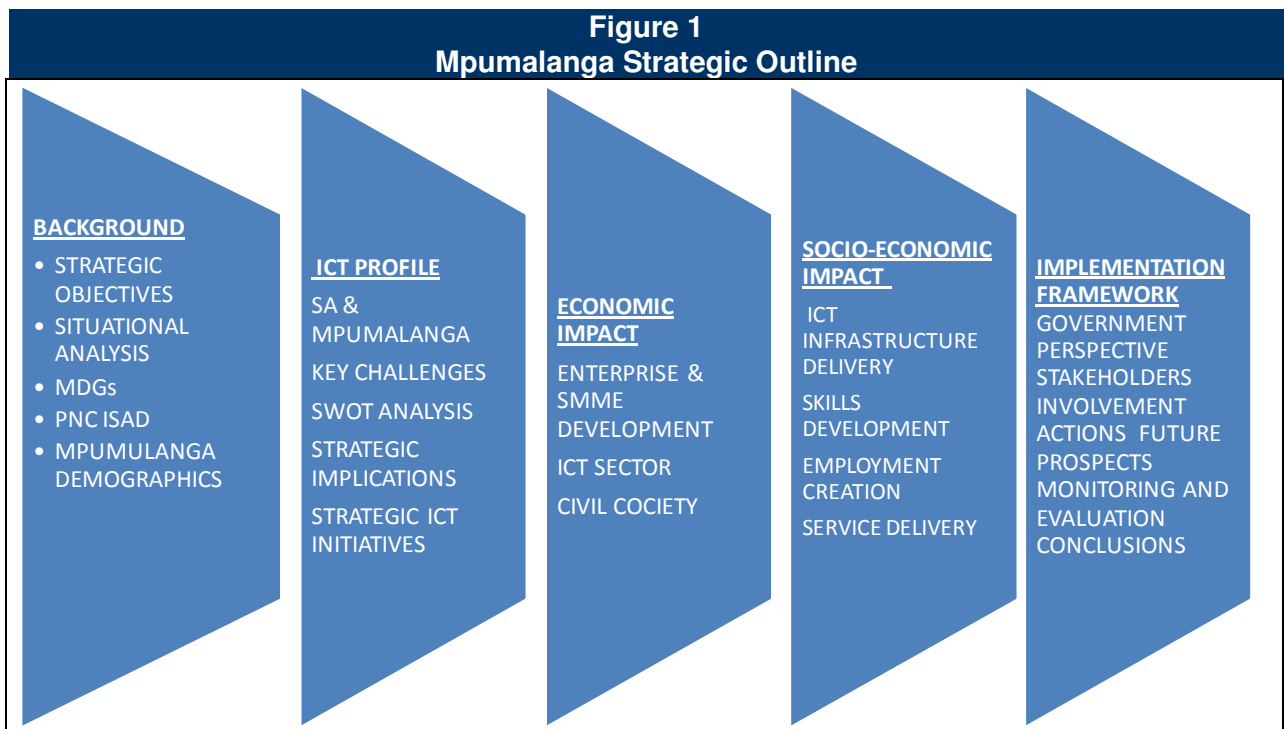 Figure 1
Mpumalanga Strategic Outline
BACKGROUND
• STRATEGIC
OBJECTIVES
• SITUATIONAL
ANALYSIS
• MDGs
• PNC ISAD
• MPUMULANGA
DEMOGRAPHICS
ICT PROFILE
SA &
MPUMALANGA
KEY CHALLENGES
SWOT ANALYSIS
STRATEGIC
IMPLICATIONS
STRATEGIC ICT
INITIATIVES
ECONOMIC
IMPACT
ENTERPRISE &
SMME
DEVELOPMENT
ICT SECTOR
CIVIL COCIETY
SOCIO-ECONOMIC
IMPACT
ICT
INFRASTRUCTURE
DELIVERY
SKILLS
DEVELOPMENT
EMPLOYMENT
CREATION
SERVICE DELIVERY
IMPLEMENTATION
FRAMEWORK
GOVERNMENT
PERSPECTIVE
STAKEHOLDERS
INVOLVEMENT
ACTIONS FUTURE
PROSPECTS
MONITORING AND
EVALUATION
CONCLUSIONS